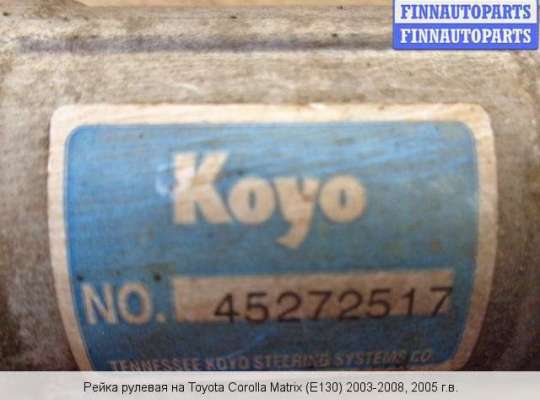 FINNAUTOPARTS
FINNAUTOPARTS
Koyo
NO. 45272517
TENNESSEE KOYO STEERING SYSTEMS CO.
Рейка рулевая на Toyota Corolla Matrix (E130) 2003-2008, 2005 г.в.